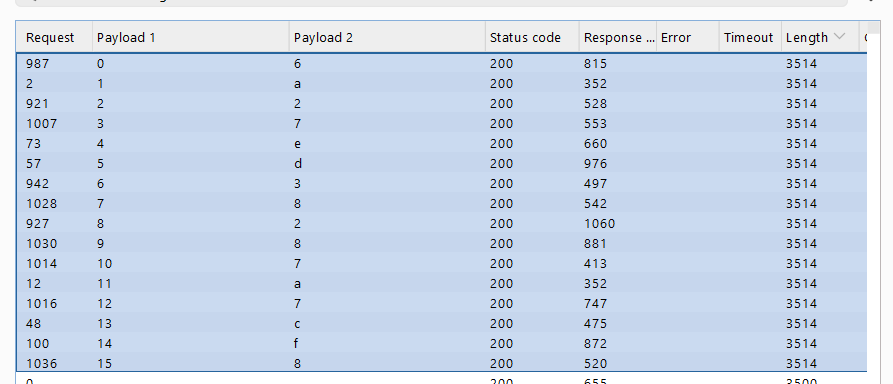 Request Payload 1 Payload 2 Status code Response ... Error Timeout Length
987 0 6 200 815 3514
2 1 a 200 352 3514
921 2 2 200 528 3514
1007 3 7 200 553 3514
73 4 e 200 660 3514
57 5 d 200 976 3514
942 6 3 200 497 3514
1028 7 8 200 542 3514
927 8 2 200 1060 3514
1030 9 8 200 881 3514
1014 10 7 200 413 3514
12 11 a 200 352 3514
1016 12 7 200 747 3514
48 13 c 200 475 3514
100 14 f 200 872 3514
1036 15 8 200 520 3514
0 200 655 3500